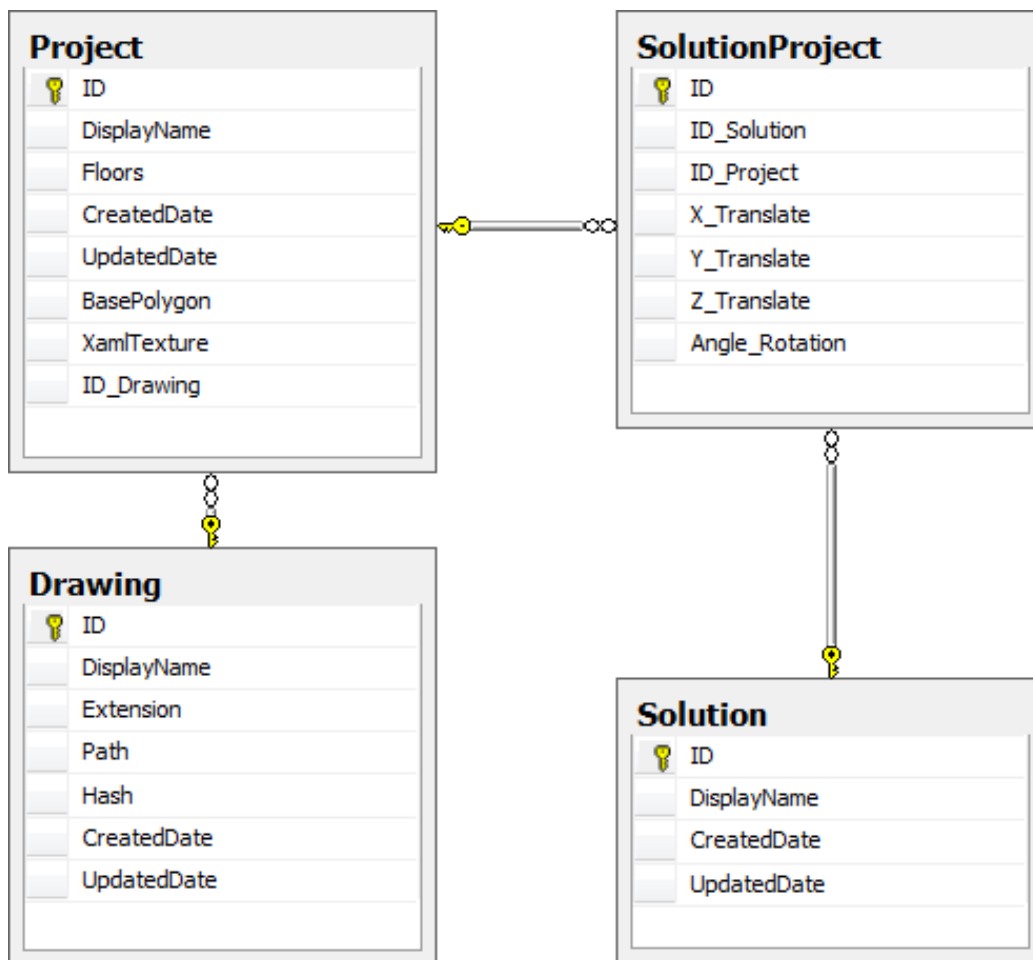 Project
ID
DisplayName
Floors
CreatedDate
UpdatedDate
BasePolygon
XamlTexture
ID_Drawing
SolutionProject
ID
ID_Solution
ID_Project
X_Translate
Y_Translate
Z_Translate
Angle_Rotation
Drawing
ID
DisplayName
Extension
Path
Hash
CreatedDate
UpdatedDate
Solution
ID
DisplayName
CreatedDate
UpdatedDate